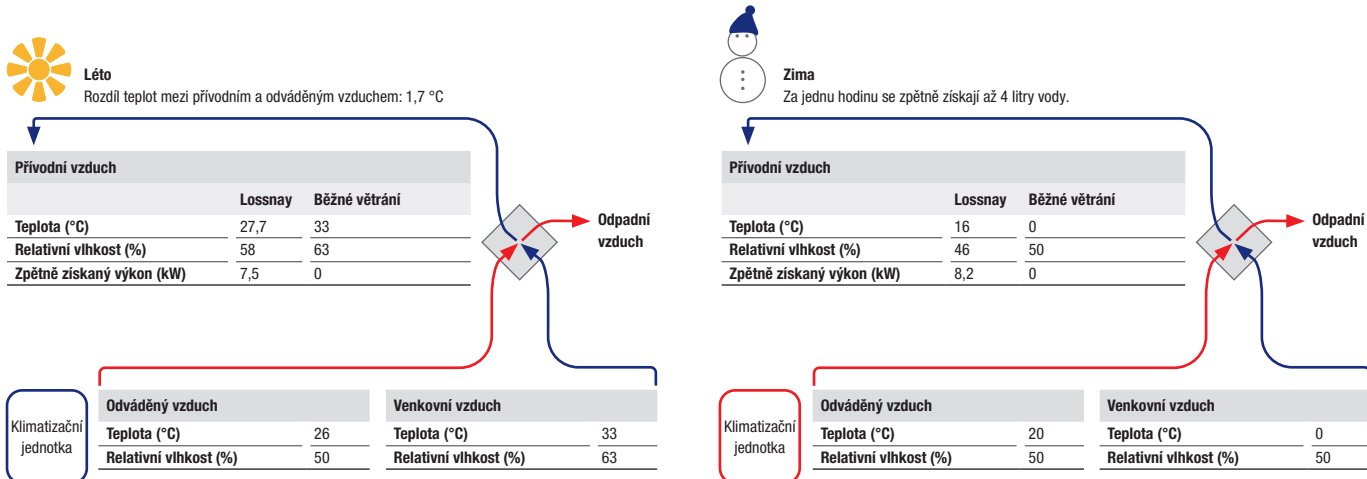 Léto
Rozdíl teplot mezi přívodním a odváděným vzduchem: 1,7 °C
Přívodní vzduch
Lossnay Běžné větrání
Teplota (°C) 27,7 33
Relativní vlhkost (%) 58 63
Zpětně získaný výkon (kW) 7,5 0
Odpadní
vzduch
Klimatizační
jednotka
Odváděný vzduch
Teplota (°C) 26
Relativní vlhkost (%) 50
Venkovní vzduch
Teplota (°C) 33
Relativní vlhkost (%) 63
Zima
Za jednu hodinu se zpětně získají až 4 litry vody.
Přívodní vzduch
Lossnay Běžné větrání
Teplota (°C) 16 0
Relativní vlhkost (%) 46 50
Zpětně získaný výkon (kW) 8,2 0
Odpadní
vzduch
Klimatizační
jednotka
Odváděný vzduch
Teplota (°C) 20
Relativní vlhkost (%) 50
Venkovní vzduch
Teplota (°C) 0
Relativní vlhkost (%) 50